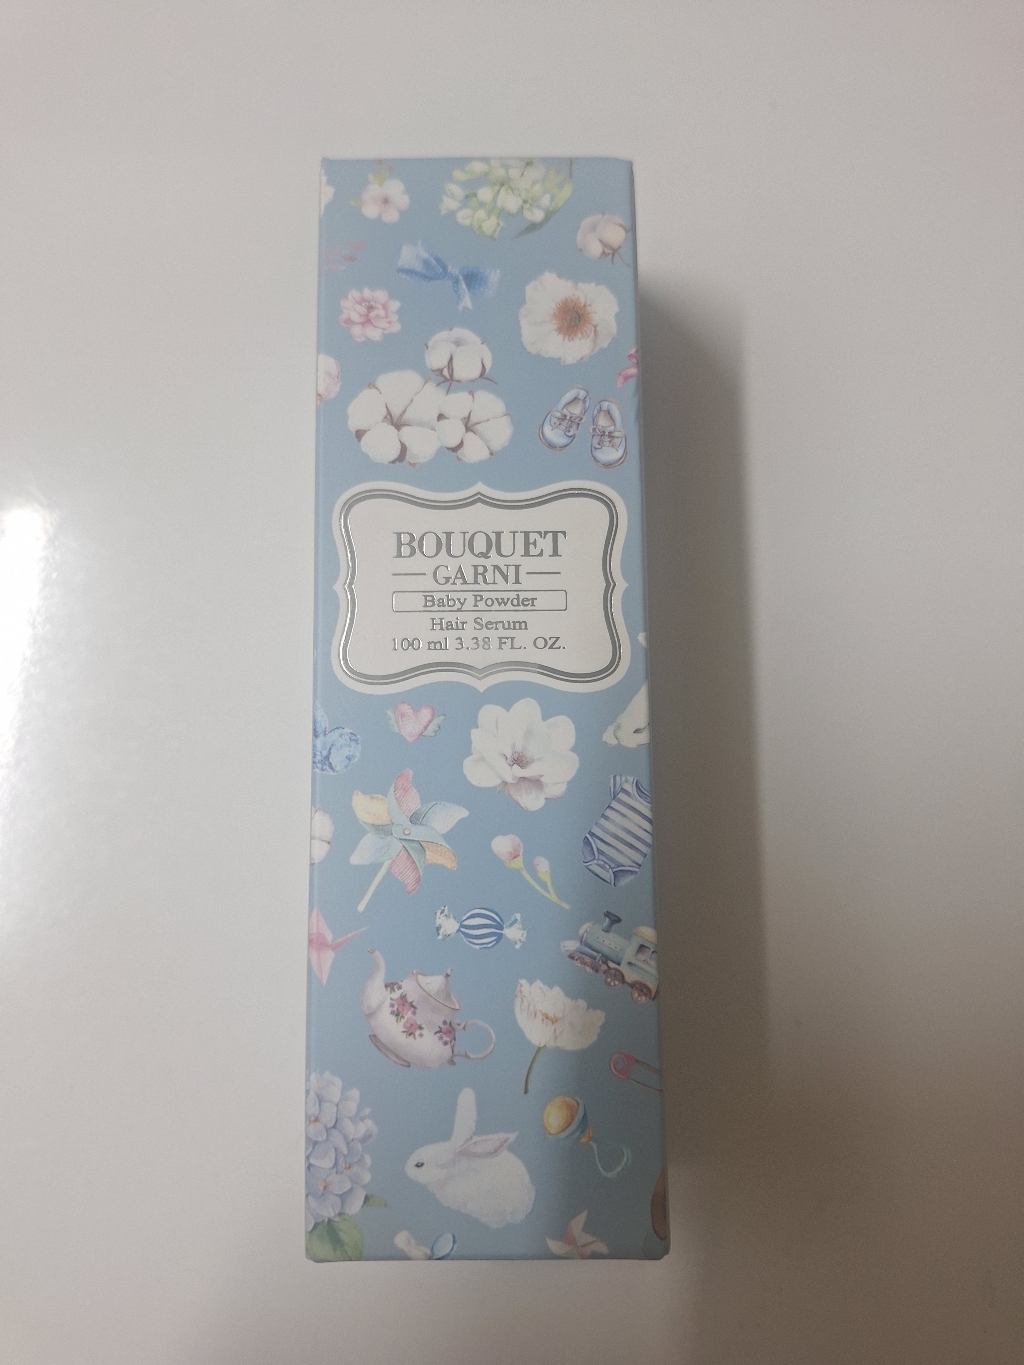 BOUQUET
GARNI
Baby Powder
Hair Serum
100 ml 3.38 FL. OZ.